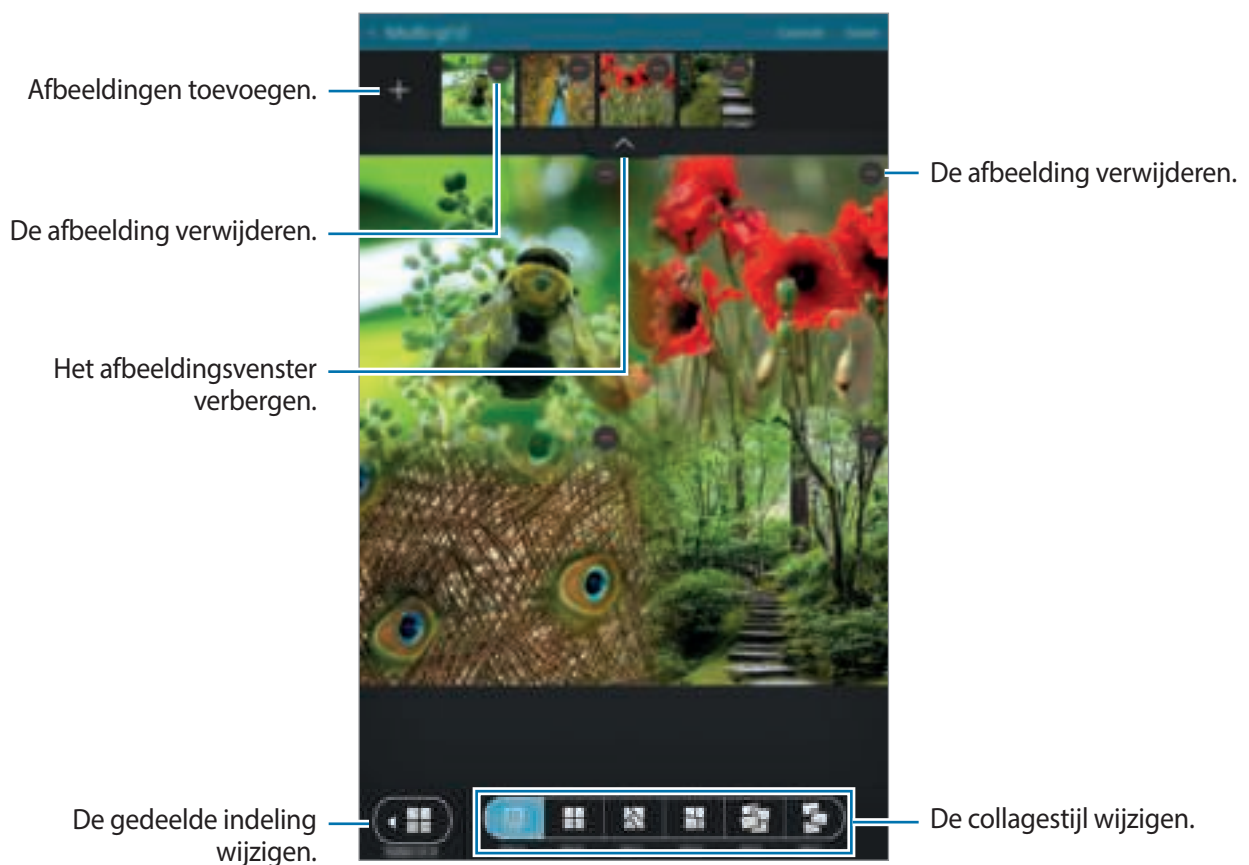 Afbeeldingen toevoegen.
De afbeelding verwijderen.
De afbeelding verwijderen.
Het afbeeldingsvenster
verbergen.
De gedeelde indeling
wijzigen.
De collagestijl wijzigen.